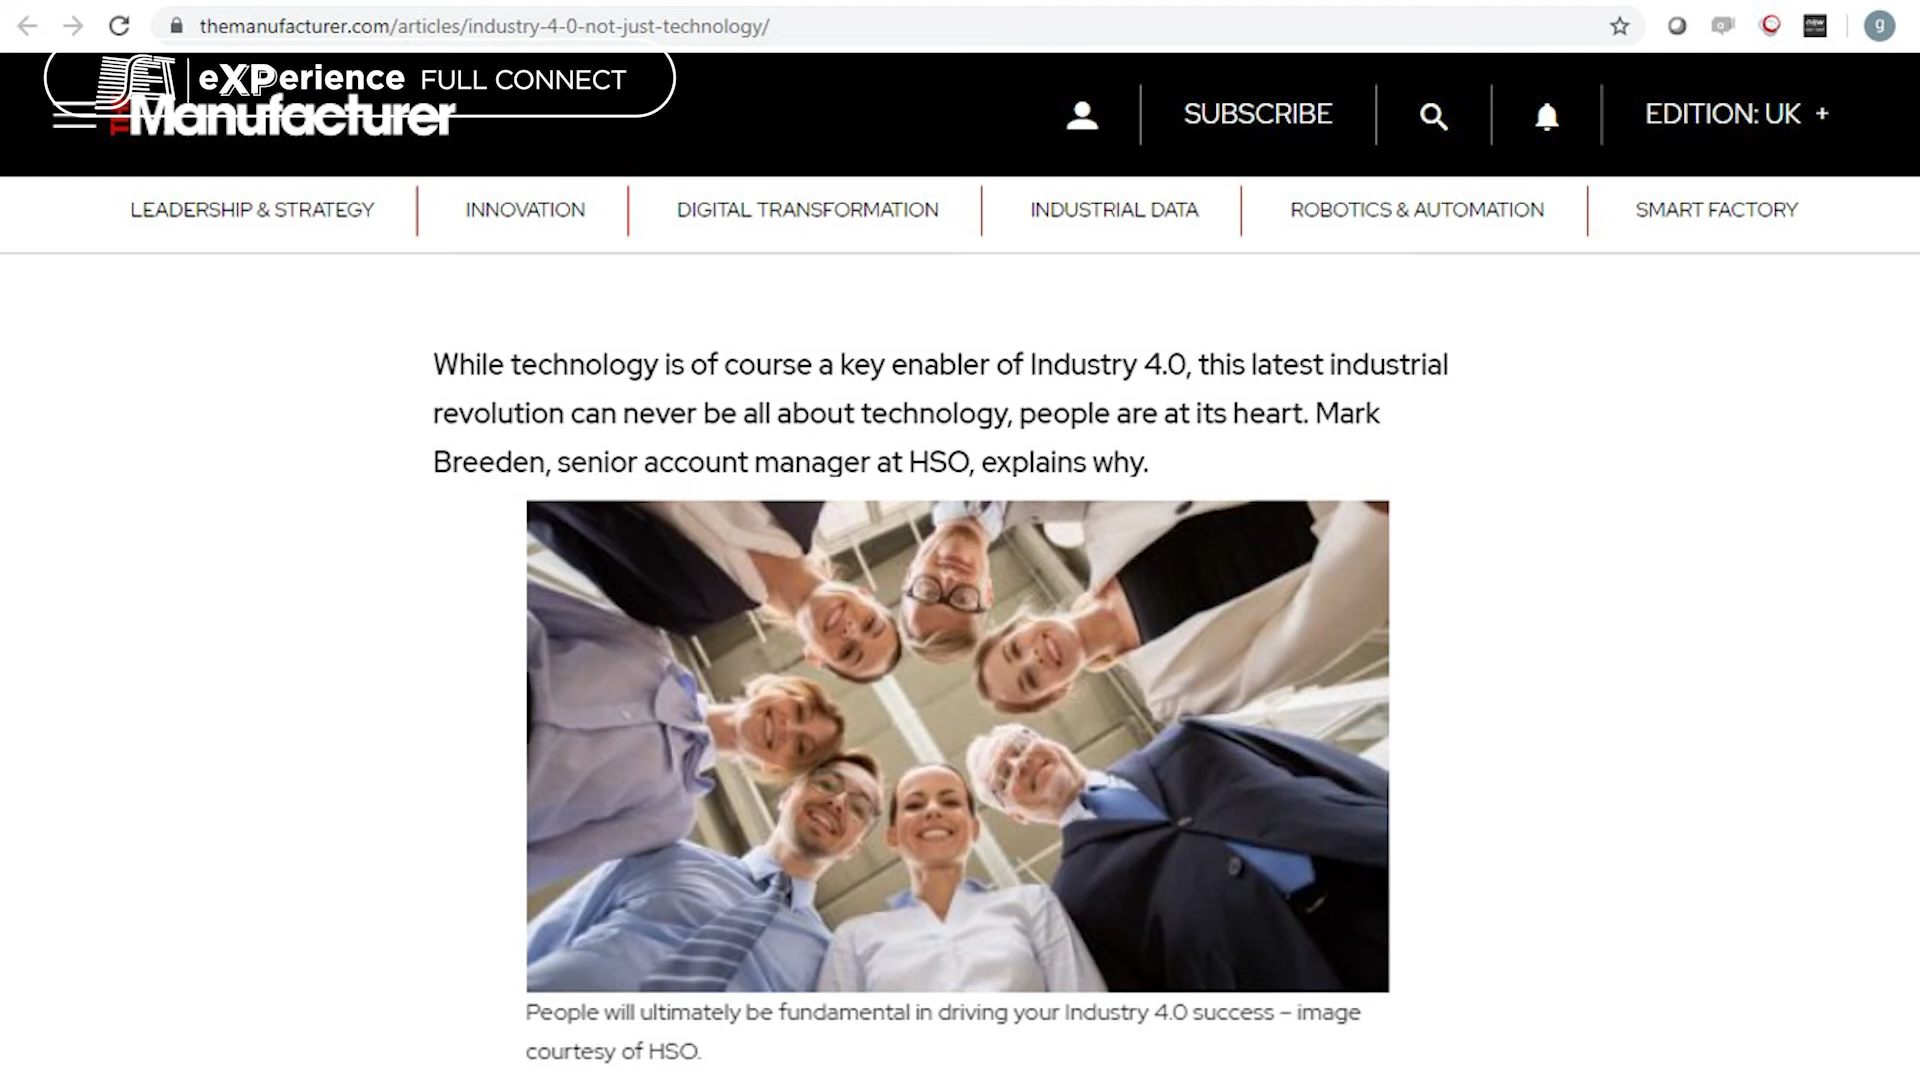 themanufacturer.com/articles/industry-4-0-not-just-technology/
g
eXPerience FULL CONNECT
THE Manufacturer
SUBSCRIBE
EDITION: UK +
LEADERSHIP & STRATEGY
INNOVATION
DIGITAL TRANSFORMATION
INDUSTRIAL DATA
ROBOTICS & AUTOMATION
SMART FACTORY
While technology is of course a key enabler of Industry 4.0, this latest industrial
revolution can never be all about technology, people are at its heart. Mark
Breeden, senior account manager at HSO, explains why.
People will ultimately be fundamental in driving your Industry 4.0 success – image
courtesy of HSO.